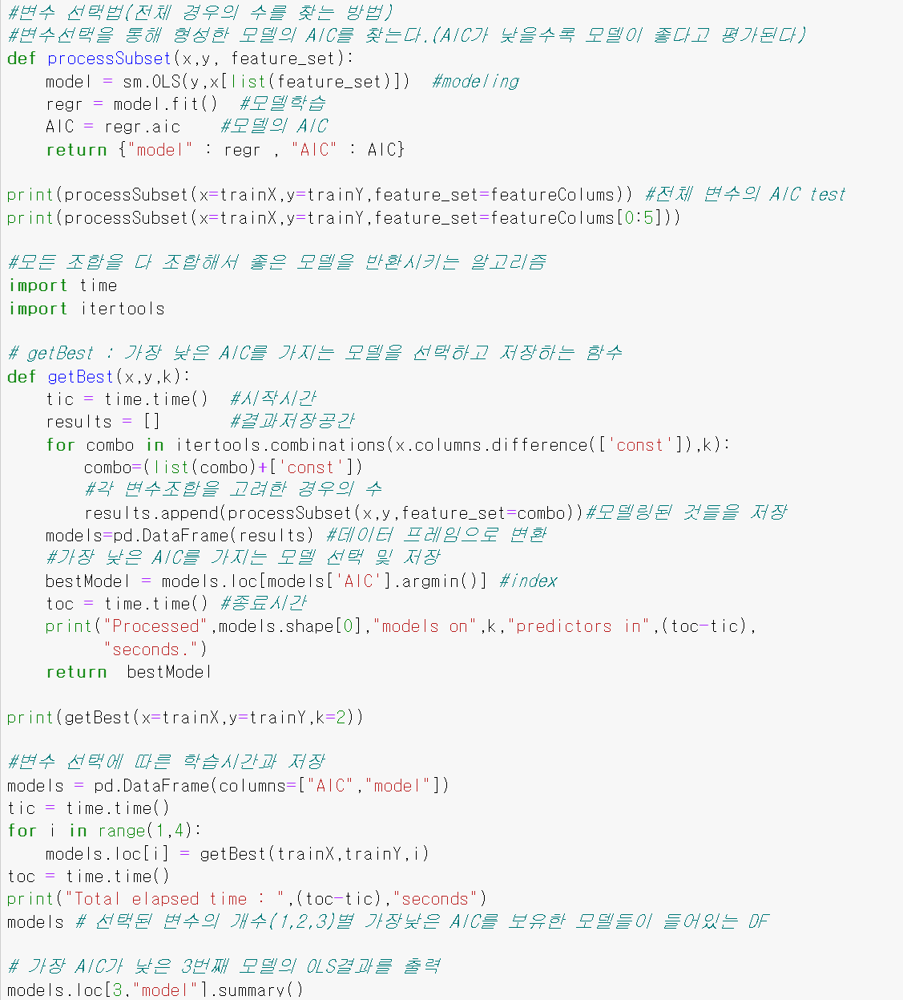 #변수 선택법(전체 경우의 수를 찾는 방법)
#변수선택을 통해 형성한 모델의 AIC를 찾는다.(AIC가 낮을수록 모델이 좋다고 평가된다)
def processSubset(x,y, feature_set):
    model = sm.OLS(y,x[list(feature_set)])  #modeling
    regr = model.fit()  #모델학습
    AIC = regr.aic    #모델의 AIC
    return {"model" : regr , "AIC" : AIC}

print(processSubset(x=trainX,y=trainY,feature_set=featureColums)) #전체 변수의 AIC test
print(processSubset(x=trainX,y=trainY,feature_set=featureColums[0:5]))

#모든 조합을 다 조합해서 좋은 모델을 반환시키는 알고리즘
import time
import itertools

# getBest : 가장 낮은 AIC를 가지는 모델을 선택하고 저장하는 함수
def getBest(x,y,k):
    tic = time.time()  #시작시간
    results = []       #결과저장공간
    for combo in itertools.combinations(x.columns.difference(['const']),k):
        combo=(list(combo)+['const'])
        #각 변수조합을 고려한 경우의 수
        results.append(processSubset(x,y,feature_set=combo))#모델링된 것들을 저장
    models=pd.DataFrame(results) #데이터 프레임으로 변환
    #가장 낮은 AIC를 가지는 모델 선택 및 저장
    bestModel = models.loc[models['AIC'].argmin()] #index
    toc = time.time() #종료시간
    print("Processed",models.shape[0],"models on",k,"predictors in",(toc-tic),
          "seconds.")
    return  bestModel

print(getBest(x=trainX,y=trainY,k=2))

#변수 선택에 따른 학습시간과 저장
models = pd.DataFrame(columns=["AIC","model"])
tic = time.time()
for i in range(1,4):
    models.loc[i] = getBest(trainX,trainY,i)
toc = time.time()
print("Total elapsed time : ",(toc-tic),"seconds")
models # 선택된 변수의 개수(1,2,3)별 가장낮은 AIC를 보유한 모델들이 들어있는 DF

# 가장 AIC가 낮은 3번째 모델의 OLS결과를 출력
models.loc[3,"model"].summary()